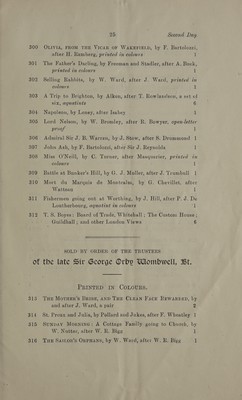 25 Second Day
300 Olivia, from the Vicar of Wakefield, by F. Bartolozzi, after H. Ramberg, printed in colours 1
301 The Father's Darling, by Freeman and Stadler, after A. Buck, printed in colours 1
302 Selling Rabbits, by W. Ward, after J. Ward, printed in colours 1
303 A Trip to Brighton, by Alken, after T. Rowlandson, a set of six, aquatints 6
304 Napoleon, by Louey, after Isabey 1
305 Lord Nelson, by W. Bromley, after R. Bowyer, open-letter proof 1
306 Admiral Sir J. B. Warren, by J. Stow, after S. Drummond 1
307 John Ash, by F. Bartolozzi, after Sir J. Reynolds 1
308 Miss O'Neill, by C. Turner, after Masquerier, printed in colours 1
309 Battle at Bunker's Hill, by G. J. Muller, after J. Trumbull 1
310 Mort du Marquis de Montcalm, by G. Chevillet, after Watteau 1
311 Fishermen going out at Worthing, by J. Hill, after P. J. De Loutherbourg, aquatint in colours 1
312 T. S. Boys: Board of Trade, Whitehall; The Custom House; Guildhall; and other London Views 6
SOLD BY ORDER OF THE TRUSTEES
of the late Sir George Orby Wombwell, Bt.
Printed in Colours.
313 The Mother's Bribe, and The Clean Face Rewarded, by and after J. Ward, a pair 2
314 St. Preux and Julia, by Pollard and Jukes, after F. Wheatley 1
315 Sunday Morning: A Cottage Family going to Church, by W. Nutter, after W. R. Bigg 1
316 The Sailor's Orphans, by W. Ward, after W. R. Bigg 1